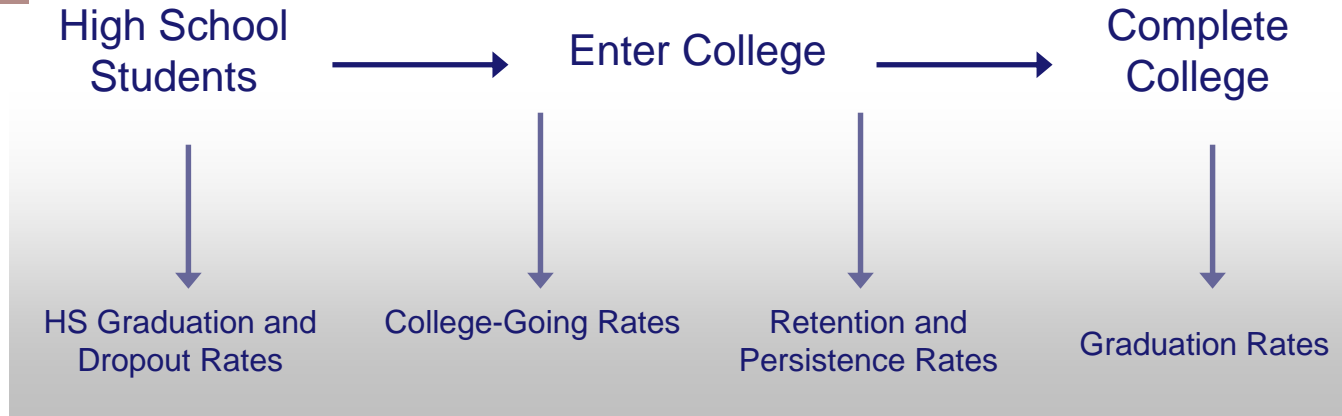 High School
Students
Enter College
Complete
College
HS Graduation and
Dropout Rates
College-Going Rates
Retention and
Persistence Rates
Graduation Rates